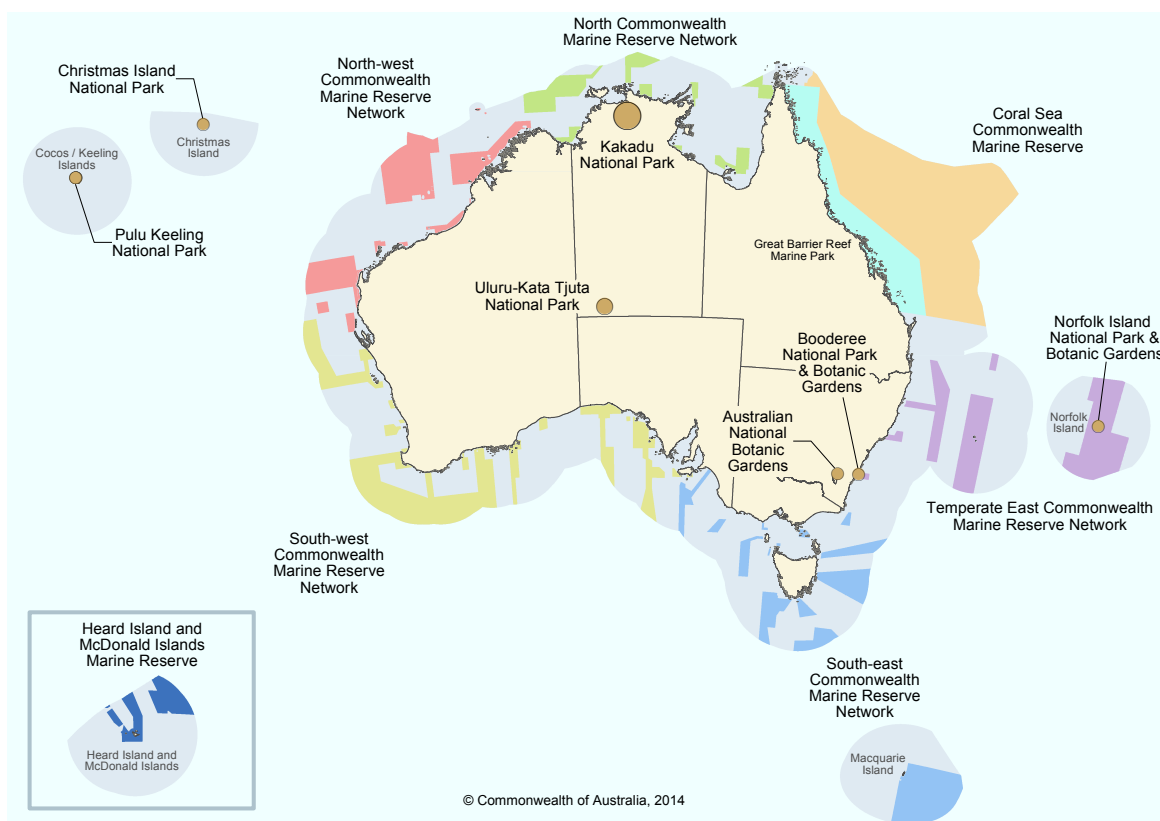 North Commonwealth
Marine Reserve Network
North-west
Commonwealth
Marine Reserve
Network
Christmas Island
National Park
Christmas
Island
Cocos / Keeling
Islands
Pulu Keeling
National Park
Kakadu
National Park
Coral Sea
Commonwealth
Marine Reserve
Great Barrier Reef
Marine Park
Uluru-Kata Tjuta
National Park
Booderee
National Park
& Botanic
Gardens
Norfolk Island
National Park &
Botanic Gardens
Norfolk
Island
Australian
National
Botanic
Gardens
Temperate East Commonwealth
Marine Reserve Network
South-west
Commonwealth
Marine Reserve
Network
Heard Island and
McDonald Islands
Marine Reserve
Heard Island and
McDonald Islands
South-east
Commonwealth
Marine Reserve
Network
Macquarie
Island
© Commonwealth of Australia, 2014